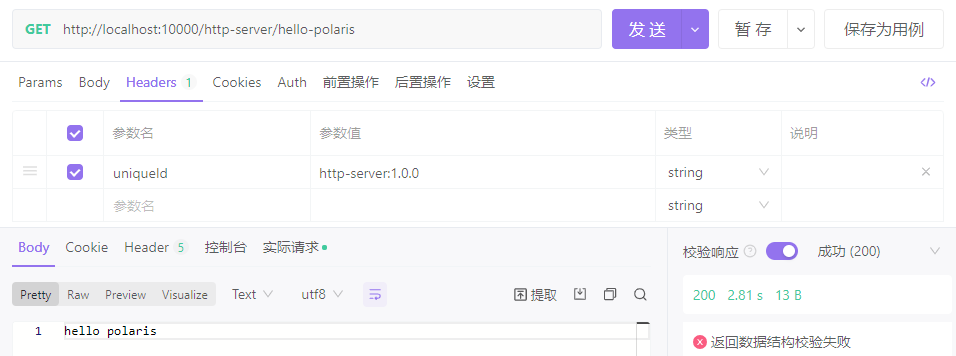 GET http://localhost:10000/http-server/hello-polaris 发 送 暂 存 保存为用例
Params Body Headers 1 Cookies Auth 前置操作 后置操作 设置 </>
参数名 参数值 类型 说明
uniqueId http-server:1.0.0 string
参数名 string
Body Cookie Header 5 控制台 实际请求 校验响应 成功 (200)
Pretty Raw Preview Visualize Text utf8 提取
200 2.81 s 13 B
1 hello polaris
返回数据结构校验失败